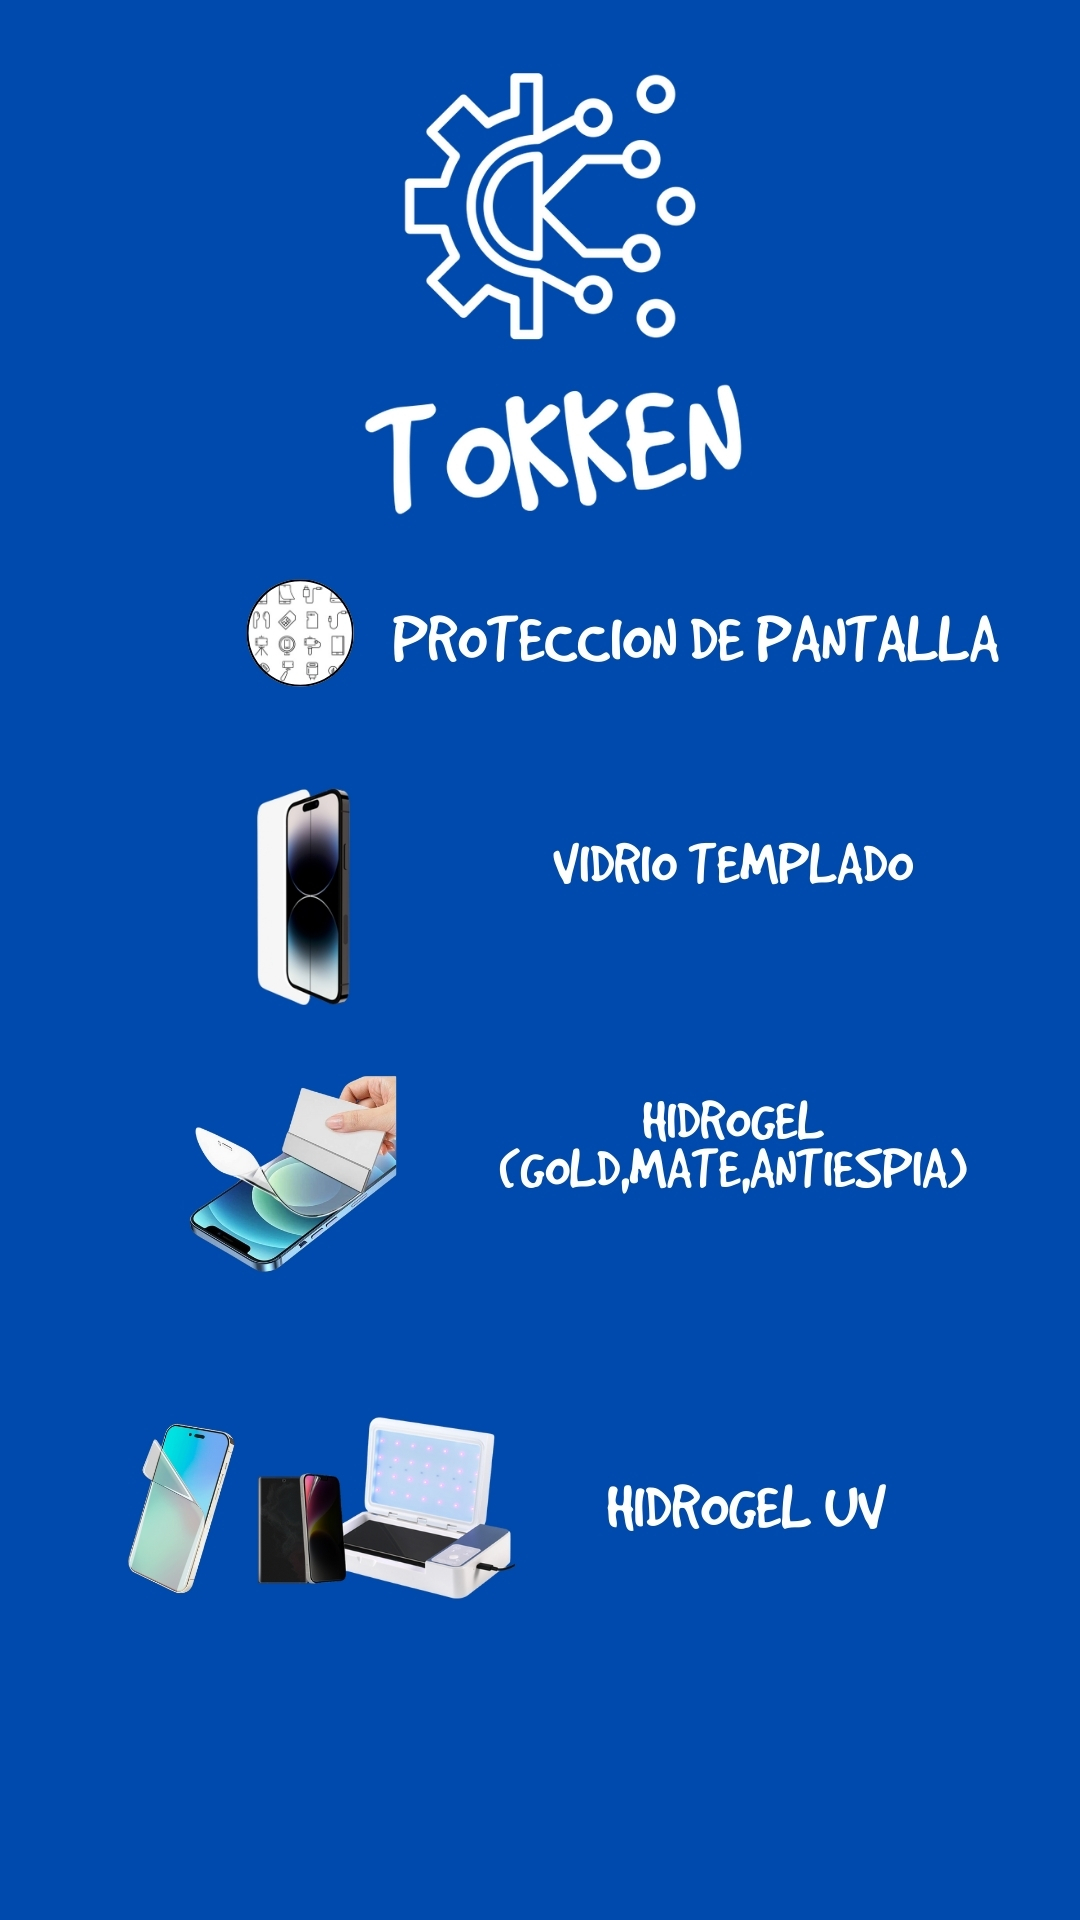 TOKKEN
PROTECCION DE PANTALLA
VIDRIO TEMPLADO
HIDROGEL
(GOLD,MATE,ANTIESPIA)
HIDROGEL UV